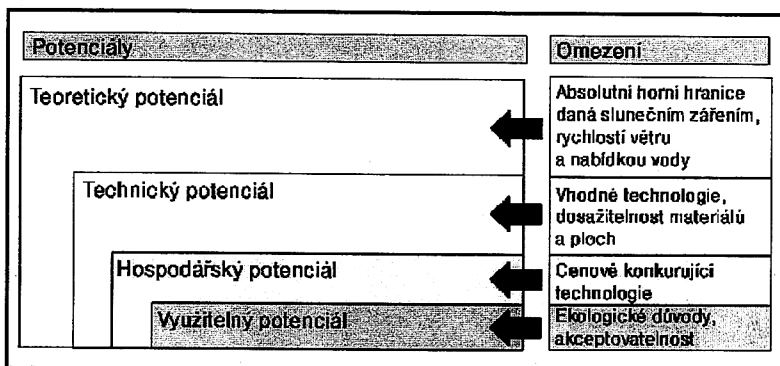 Potenciály
Omezení
Teoretický potenciál
Absolutní horní hranice
daná slunečním zářením,
rychlostí větru
a nabídkou vody
Technický potenciál
Vhodné technologie,
dosažitelnost materiálů
a ploch
Hospodářský potenciál
Cenově konkurující
technologie
Využitelný potenciál
Ekologické důvody,
akceptovatelnost